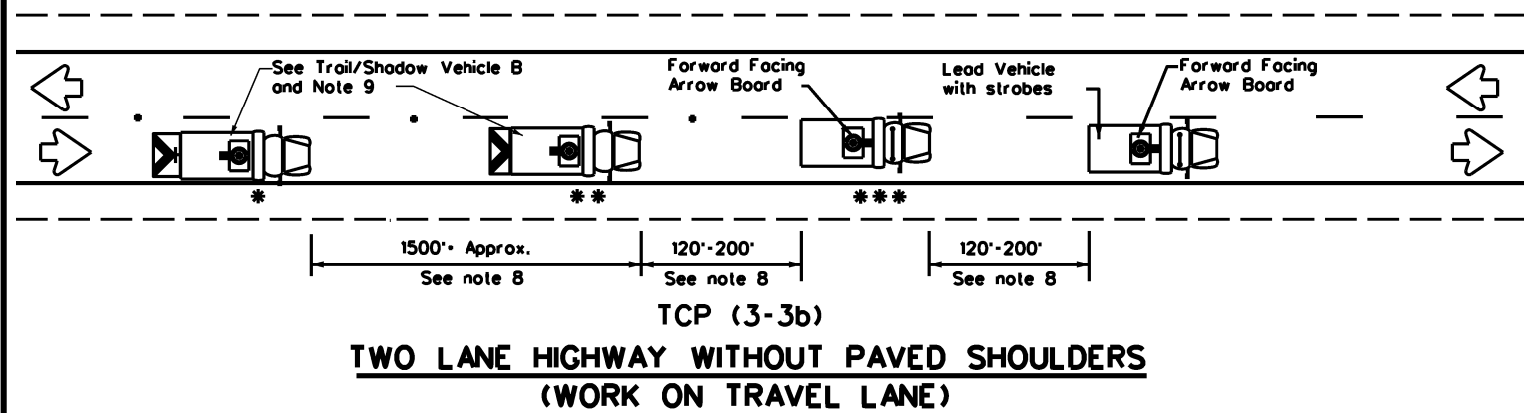 See Trail/Shadow Vehicle B
and Note 9
Forward Facing
Arrow Board
Lead Vehicle
with strobes
Forward Facing
Arrow Board
*
**
***
1500'+ Approx.
See note 8
120'-200'
See note 8
120'-200'
See note 8
TCP (3-3b)
TWO LANE HIGHWAY WITHOUT PAVED SHOULDERS
(WORK ON TRAVEL LANE)